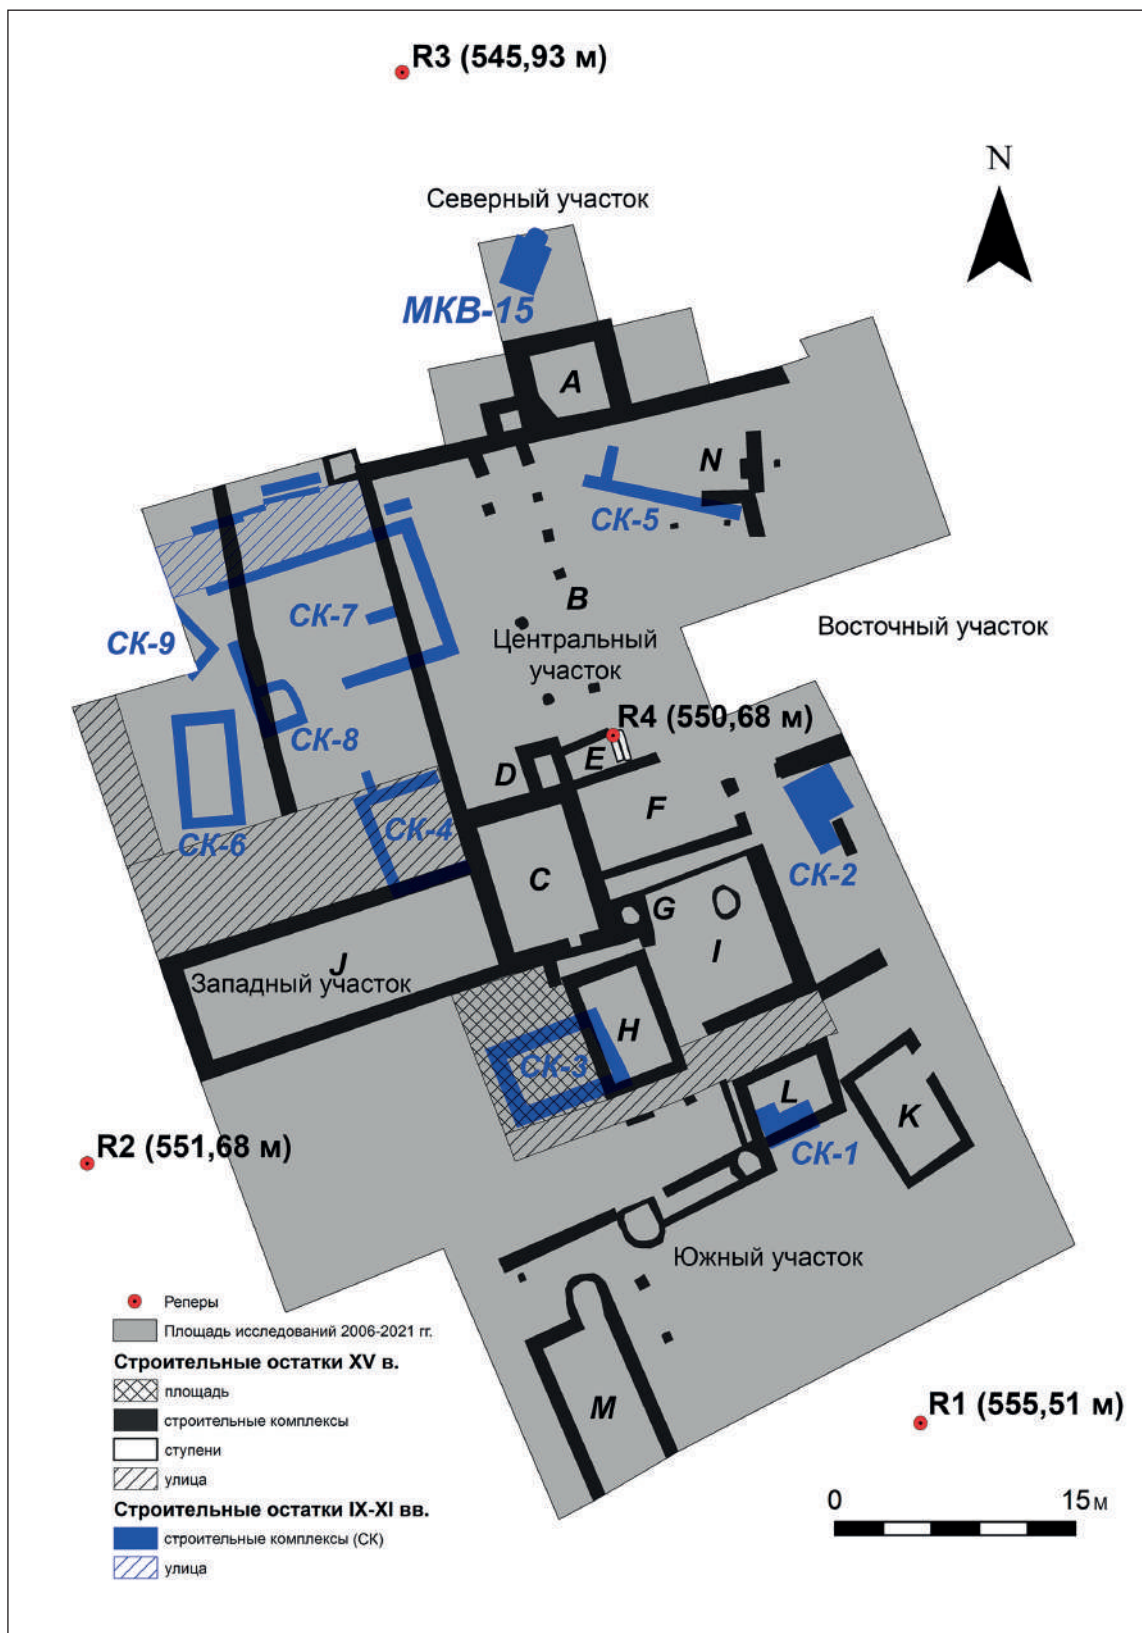 R3 (545,93 м)
N
Северный участок
МКВ-15
A
N
СК-5
B
СК-7
Центральный
участок
Восточный участок
СК-9
R4 (550,68 м)
СК-8
D
E
F
СК-6
СК-4
СК-2
C
G
I
J
Западный участок
H
СК-3
L
K
R2 (551,68 м)
СК-1
Южный участок
M
R1 (555,51 м)
0
15 м
Реперы
Площадь исследований 2006-2021 гг.
Строительные остатки XV в.
площадь
строительные комплексы
ступени
улица
Строительные остатки IX-XI вв.
строительные комплексы (СК)
улица